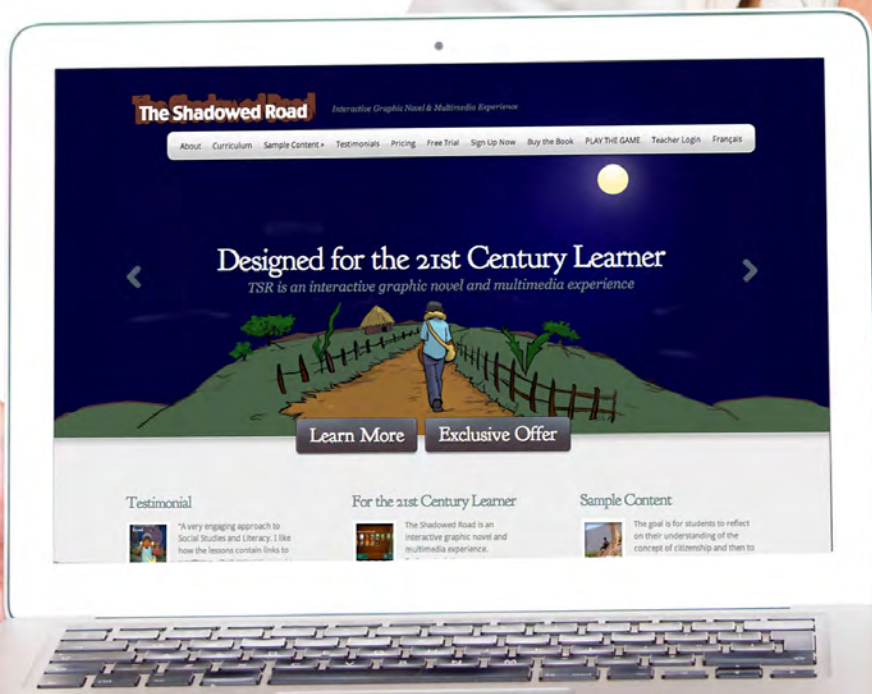 The Shadowed Road
Interactive Graphic Novel & Multimedia Experience
About Curriculum Sample Content » Testimonials Pricing Free Trial Sign Up Now Buy the Book PLAY THE GAME Teacher Login Français
Designed for the 21st Century Learner
TSR is an interactive graphic novel and multimedia experience
Learn More Exclusive Offer
Testimonial
"A very engaging approach to
Social Studies and Literacy. I like
how the lessons contain links to
For the 21st Century Learner
The Shadowed Road is an
interactive graphic novel and
multimedia experience.
Sample Content
The goal is for students to reflect
on their understanding of the
concept of citizenship and then to